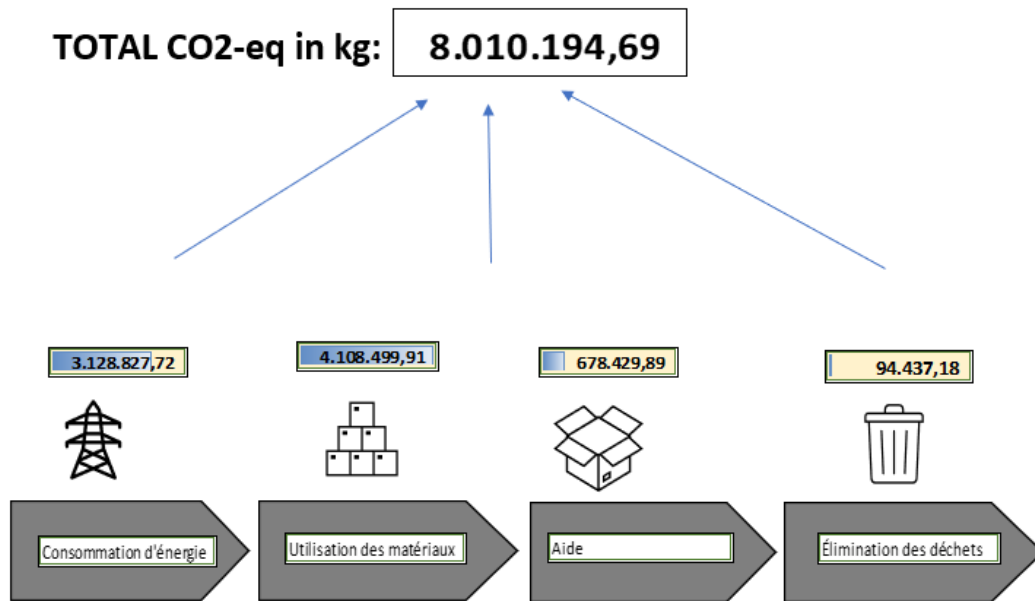 TOTAL CO2-eq in kg: 8.010.194,69
3.128.827,72
4.108.499,91
678.429,89
94.437,18
Consommation d'énergie
Utilisation des matériaux
Aide
Élimination des déchets